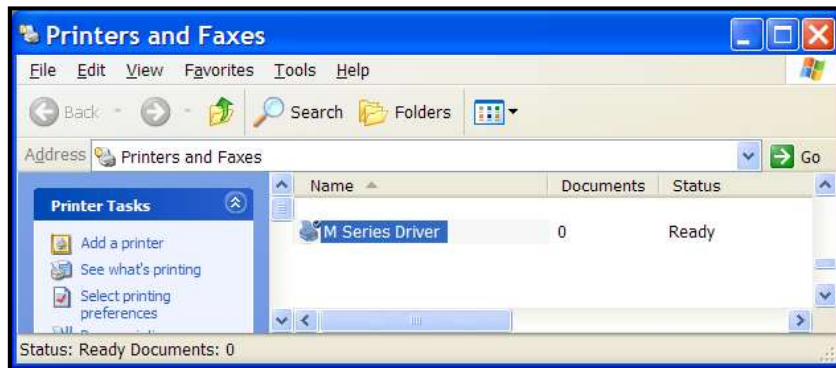 Printers and Faxes
File Edit View Favorites Tools Help
Back Search Folders
Address Printers and Faxes Go
Name Documents Status
Printer Tasks
M Series Driver 0 Ready
Add a printer
See what's printing
Select printing
preferences
Status: Ready Documents: 0